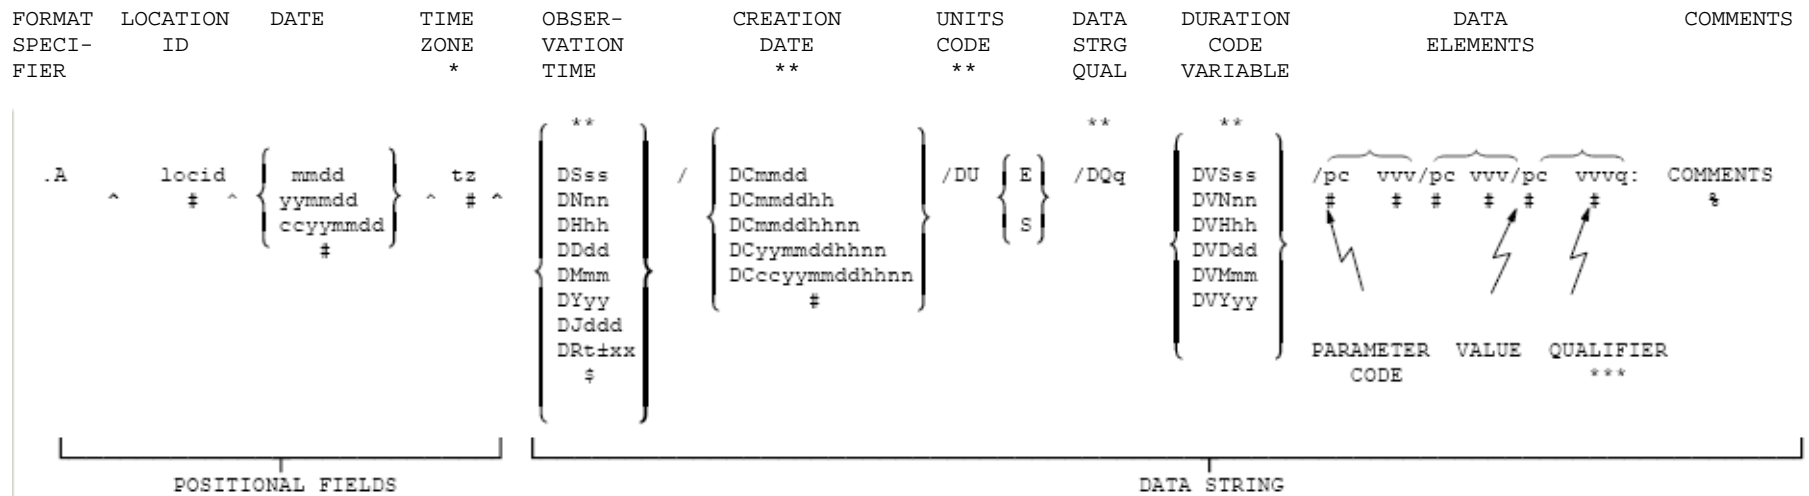 FORMAT LOCATION DATE TIME OBSER- CREATION UNITS DATA DURATION DATA COMMENTS
SPECI- ID ZONE VATION DATE CODE STRG CODE ELEMENTS
FIER * TIME ** ** QUAL VARIABLE
** ** **
.A locid mmdd tz DSss / DCmmdd /DU E /DQq DVSss /pc vvv/pc vvv/pc vvvq: COMMENTS
^ ‡ ^ yymmdd ^ ‡ ^ DNnn DCmmddhh DVNnn ‡ ‡ ‡ ‡ ‡ ‡ %
ccyymmdd DHhh DCmmddhhnn S DVHhh
‡ DDdd DCyymmddhhnn DVDdd
DMmm DCccyymmddhhnn DVMmm
DYyy ‡ DVYyy
DJddd
DRt±xx PARAMETER VALUE QUALIFIER
$ CODE ***
POSITIONAL FIELDS DATA STRING